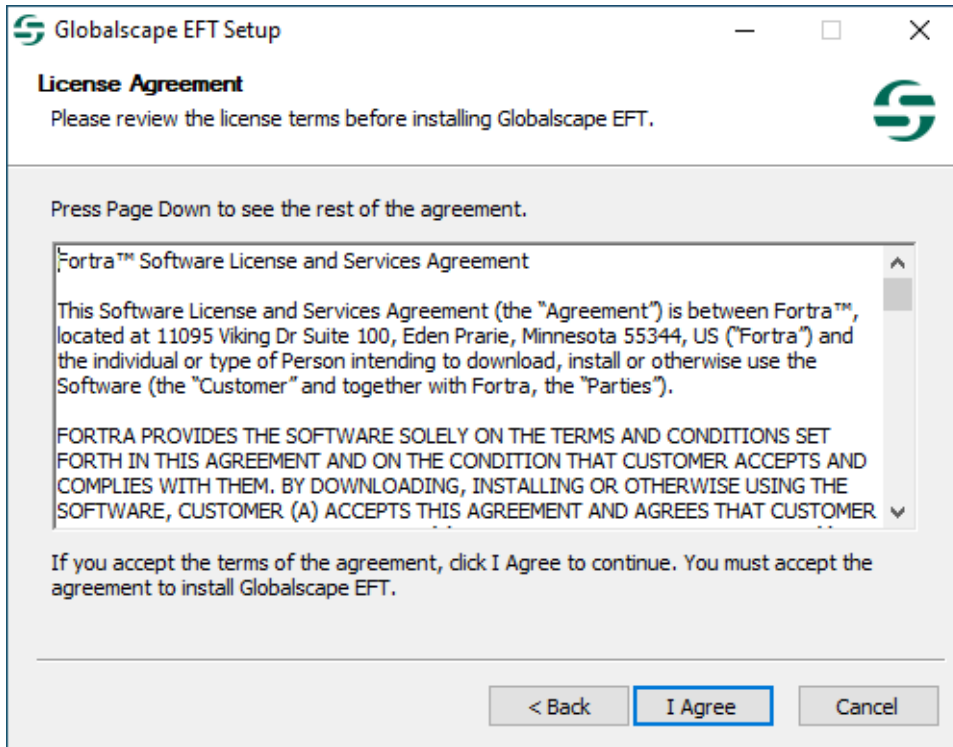 Globalscape EFT Setup
License Agreement
Please review the license terms before installing Globalscape EFT.
Press Page Down to see the rest of the agreement.
Fortra™ Software License and Services Agreement
This Software License and Services Agreement (the “Agreement”) is between Fortra™,
located at 11095 Viking Dr Suite 100, Eden Prarie, Minnesota 55344, US (“Fortra”) and
the individual or type of Person intending to download, install or otherwise use the
Software (the “Customer” and together with Fortra, the “Parties”).
FORTRA PROVIDES THE SOFTWARE SOLELY ON THE TERMS AND CONDITIONS SET
FORTH IN THIS AGREEMENT AND ON THE CONDITION THAT CUSTOMER ACCEPTS AND
COMPLIES WITH THEM. BY DOWNLOADING, INSTALLING OR OTHERWISE USING THE
SOFTWARE, CUSTOMER (A) ACCEPTS THIS AGREEMENT AND AGREES THAT CUSTOMER
If you accept the terms of the agreement, click I Agree to continue. You must accept the
agreement to install Globalscape EFT.
< Back
I Agree
Cancel